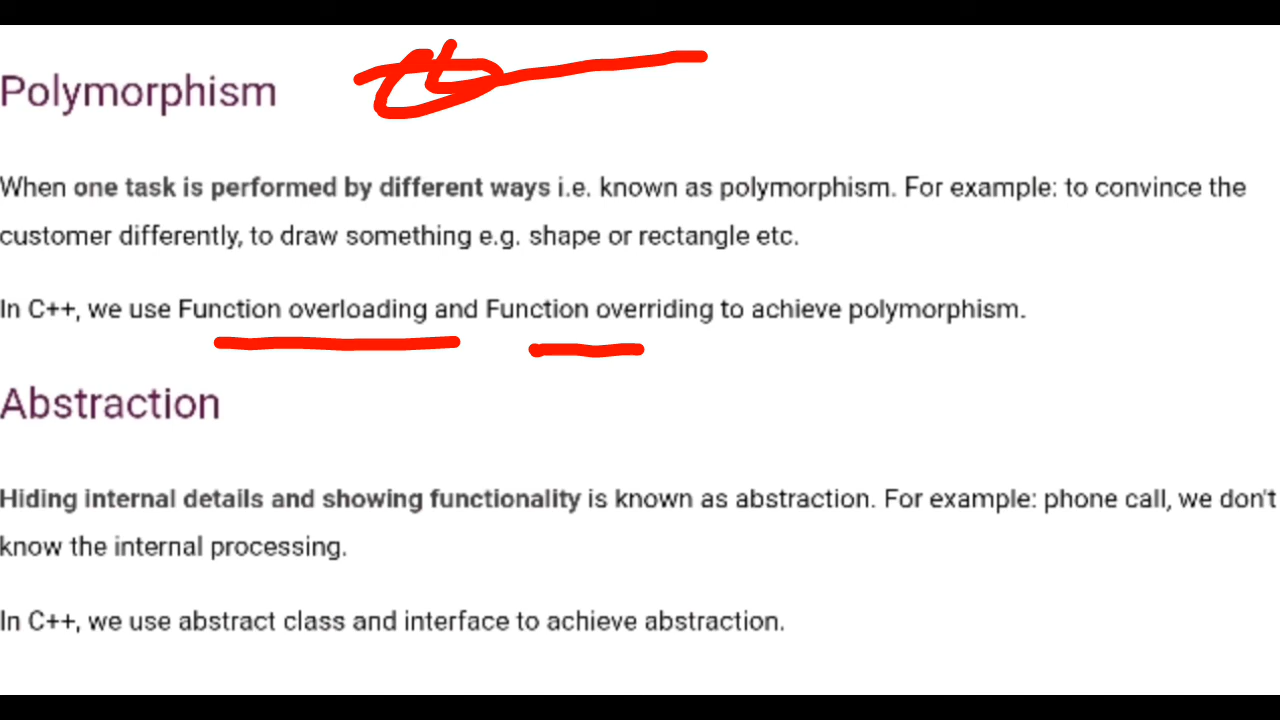 Polymorphism
When one task is performed by different ways i.e. known as polymorphism. For example: to convince the
customer differently, to draw something e.g. shape or rectangle etc.
In C++, we use Function overloading and Function overriding to achieve polymorphism.
Abstraction
Hiding internal details and showing functionality is known as abstraction. For example: phone call, we don't
know the internal processing.
In C++, we use abstract class and interface to achieve abstraction.